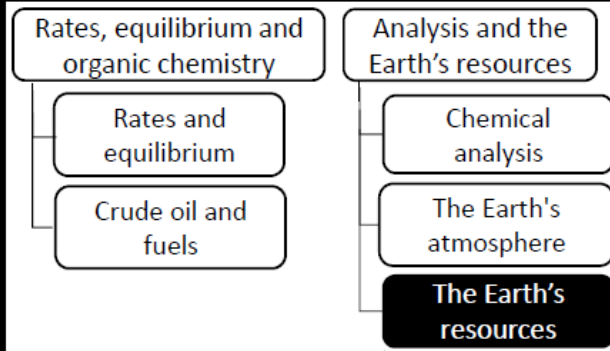 Rates, equilibrium and
organic chemistry
Rates and
equilibrium
Crude oil and
fuels
Analysis and the
Earth’s resources
Chemical
analysis
The Earth's
atmosphere
The Earth’s
resources